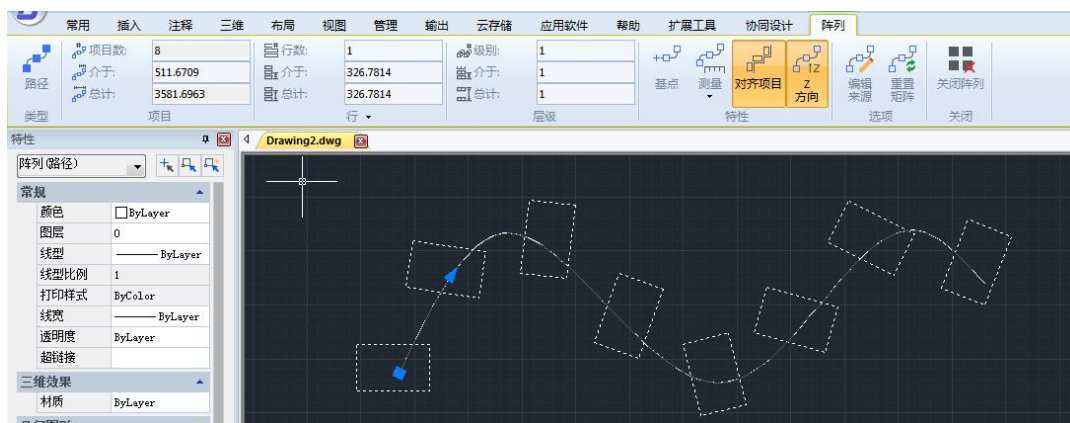 常用 插入 注释 三维 布局 视图 管理 输出 云存储 应用软件 帮助 扩展工具 协同设计 阵列
项目数: 8 行数: 1 级别: 1
介于: 511.6709 介于: 326.7814 介于: 1
总计: 3581.6963 总计: 326.7814 总计: 1
路径 基点 测量 对齐项目 Z 方向 编辑 来源 重置 矩阵 关闭阵列
类型 项目 行 层级 特性 选项 关闭
特性 Drawing2.dwg
阵列(路径)
常规
颜色 ByLayer
图层 0
线型 ByLayer
线型比例 1
打印样式 ByColor
线宽 ByLayer
透明度 ByLayer
超链接
三维效果
材质 ByLayer